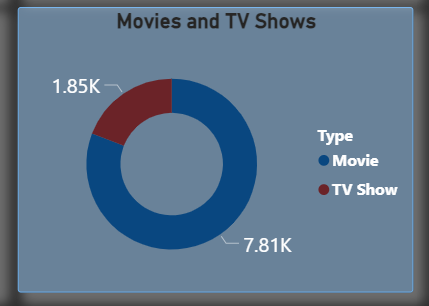 Movies and TV Shows
1.85K
Type
Movie
TV Show
7.81K